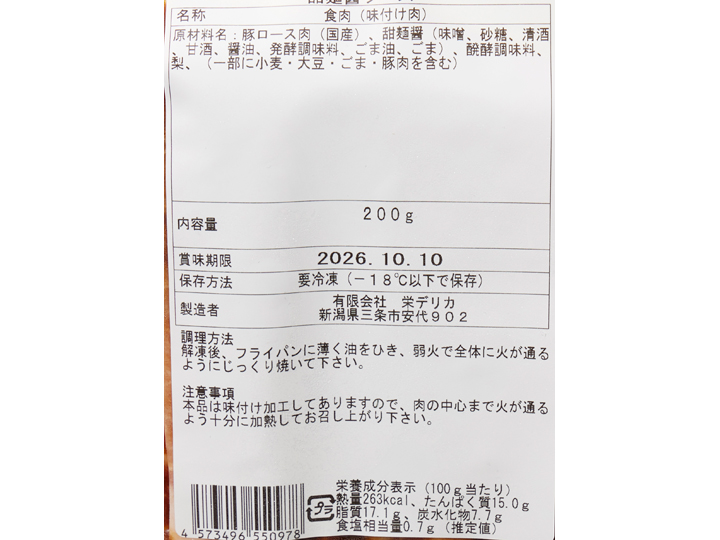 名称 食肉（味付け肉）
原材料名：豚ロース肉（国産）、甜麺醤（味噌、砂糖、清酒
、甘酒、醤油、発酵調味料、ごま油、ごま）、醗酵調味料、
梨、（一部に小麦・大豆・ごま・豚肉を含む）
内容量 200g
賞味期限 2026.10.10
保存方法 要冷凍（－18℃以下で保存）
製造者 有限会社 栄デリカ
新潟県三条市安代902
調理方法
解凍後、フライパンに薄く油をひき、弱火で全体に火が通る
ようにじっくり焼いて下さい。
注意事項
本品は味付け加工してありますので、肉の中心まで火が通る
よう十分に加熱してお召し上がり下さい。
栄養成分表示（100g当たり）
熱量263kcal、たんぱく質15.0g
脂質17.1g、炭水化物7.7g
食塩相当量0.7g（推定値）
プラ
4573496550978